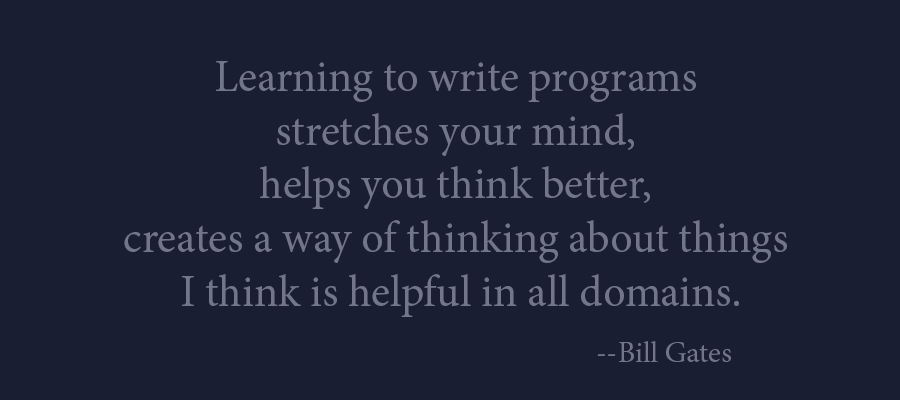 Learning to write programs
stretches your mind,
helps you think better,
creates a way of thinking about things
I think is helpful in all domains.
--Bill Gates